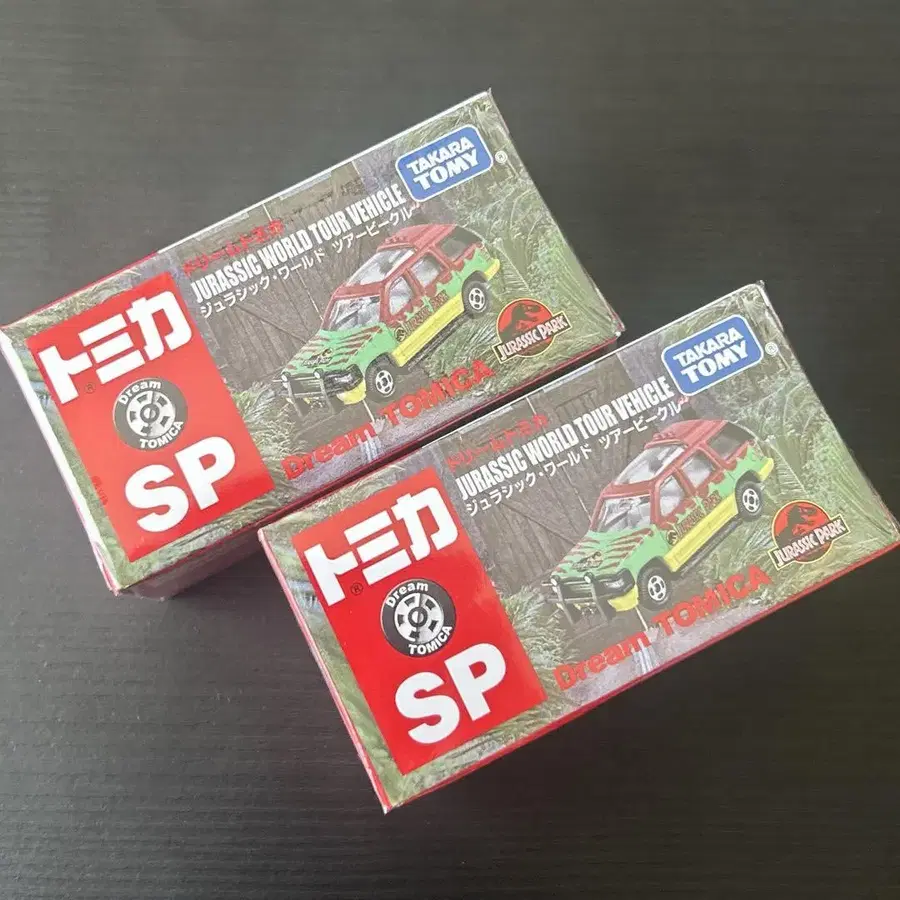 TAKARA
TOMY
ドリームトミカ
JURASSIC WORLD TOUR VEHICLE
ジュラシック・ワールド ツアービークル
トミカ
Dream
TOMICA
SP
JURASSIC PARK
Dream TOMICA
TAKARA
TOMY
ドリームトミカ
JURASSIC WORLD TOUR VEHICLE
ジュラシック・ワールド ツアービークル
トミカ
Dream
TOMICA
SP
JURASSIC PARK
Dream TOMICA